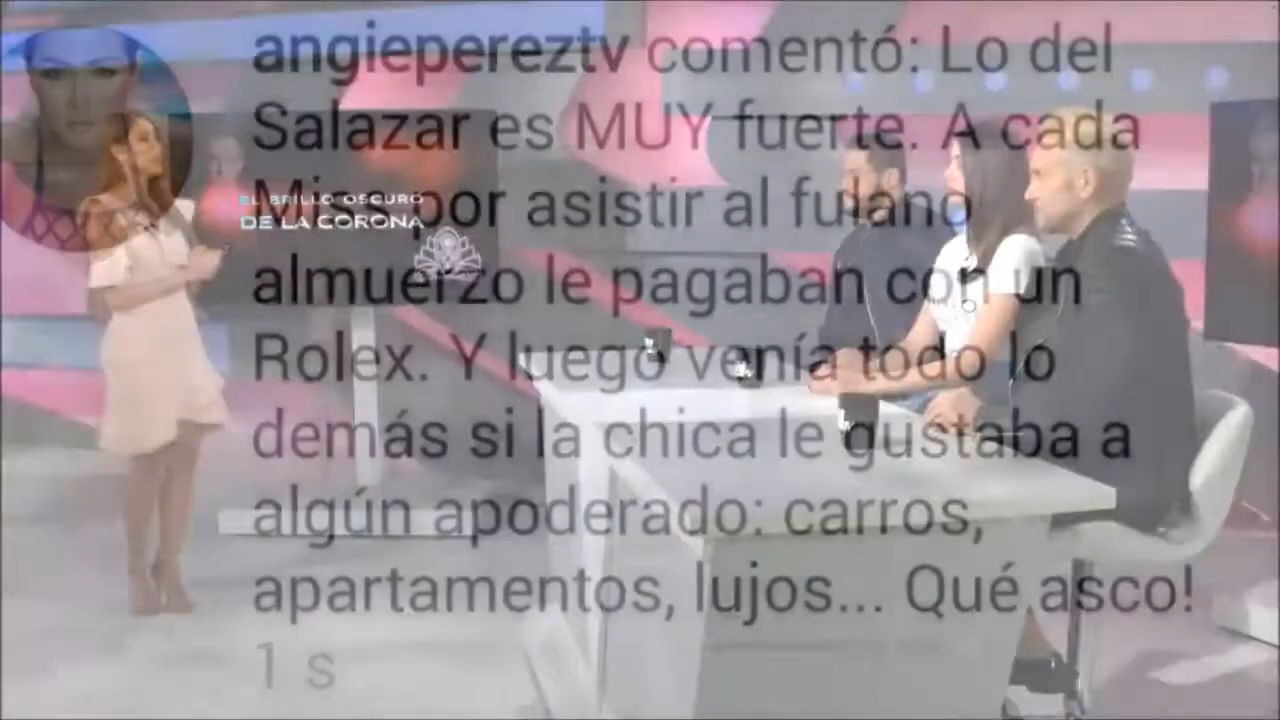 angiepereztv comentó: Lo del
Salazar es MUY fuerte. A cada
Miss por asistir al fulano
EL BRILLO OSCURO
DE LA CORONA
almuerzo le pagaban con un
Rolex. Y luego venía todo lo
demás si la chica le gustaba a
algún apoderado: carros,
apartamentos, lujos... Qué asco!
1 s